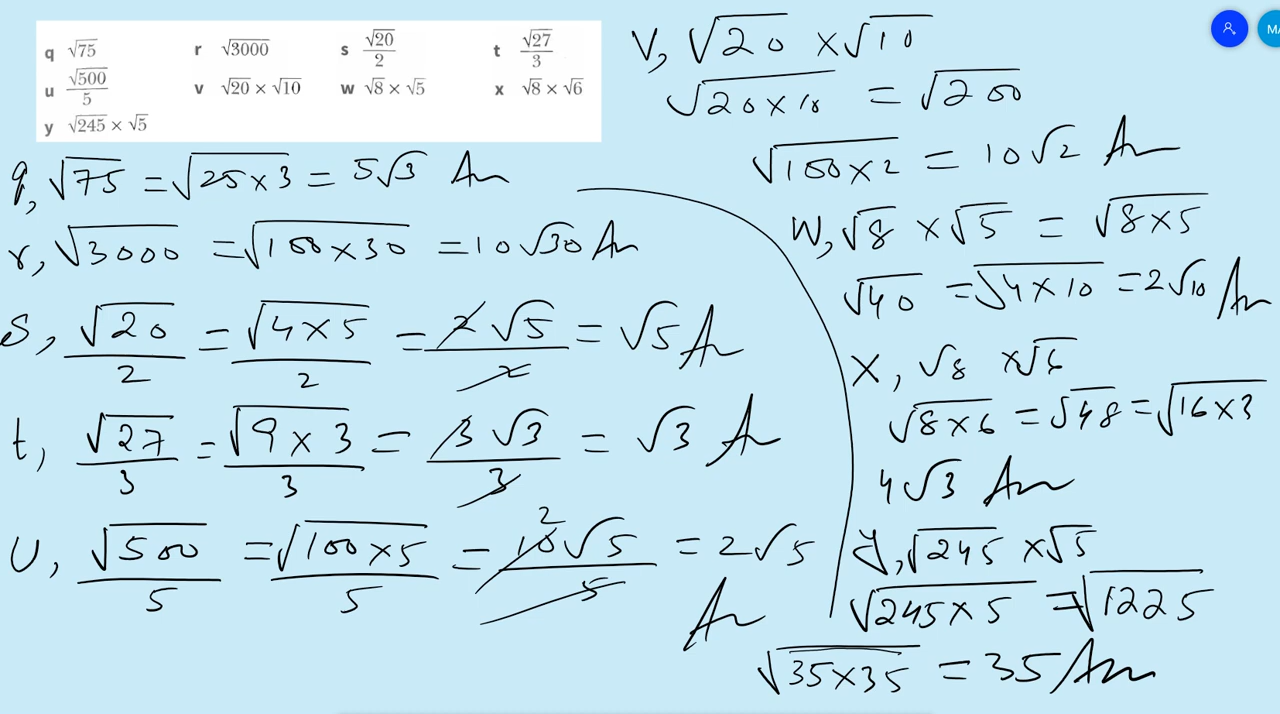 q √75 r √3000 s √20/2 t √27/3
u √500/5 v √20 × √10 w √8 × √5 x √8 × √6
y √245 × √5
MA
q, √75 = √25×3 = 5√3 An
r, √3000 = √100×30 = 10√30 An
S, √20/2 = √4×5/2 = 2√5/2 = √5 An
t, √27/3 = √9×3/3 = 3√3/3 = √3 An
U, √500/5 = √100×5/5 = 10√5/5 2 = 2√5
An
V, √20 × √10
√20×10 = √200
√100×2 = 10√2 An
W, √8 × √5 = √8×5
√40 = √4×10 = 2√10 An
X, √8 ×√6
√8×6 = √48 = √16×3
4√3 An
y, √245 ×√5
√245×5 = √1225
√35×35 = 35 An